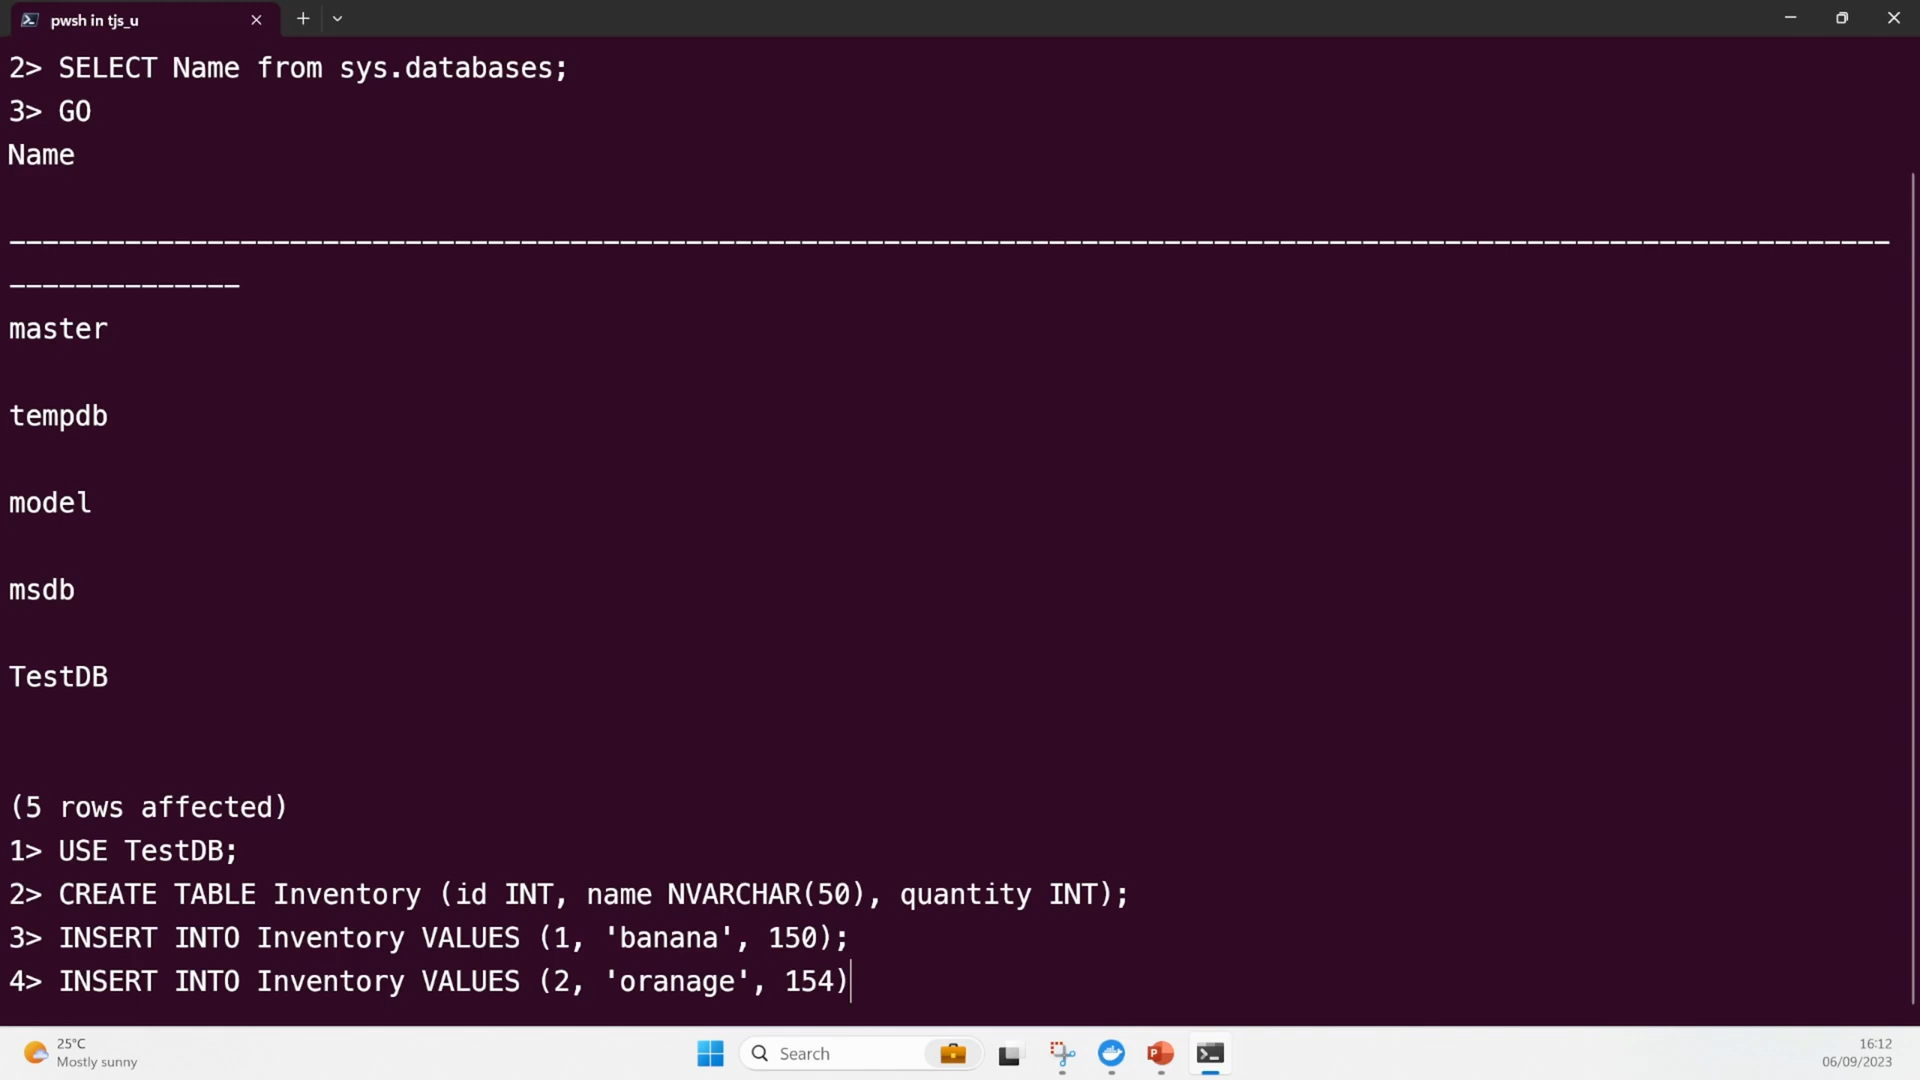 pwsh in tjs_u
2> SELECT Name from sys.databases;
3> GO
Name
------------------------------------------------------------------------------------------------------------------
--------------
master
tempdb
model
msdb
TestDB
(5 rows affected)
1> USE TestDB;
2> CREATE TABLE Inventory (id INT, name NVARCHAR(50), quantity INT);
3> INSERT INTO Inventory VALUES (1, 'banana', 150);
4> INSERT INTO Inventory VALUES (2, 'oranage', 154)
25°C
Mostly sunny
Search
16:12
06/09/2023